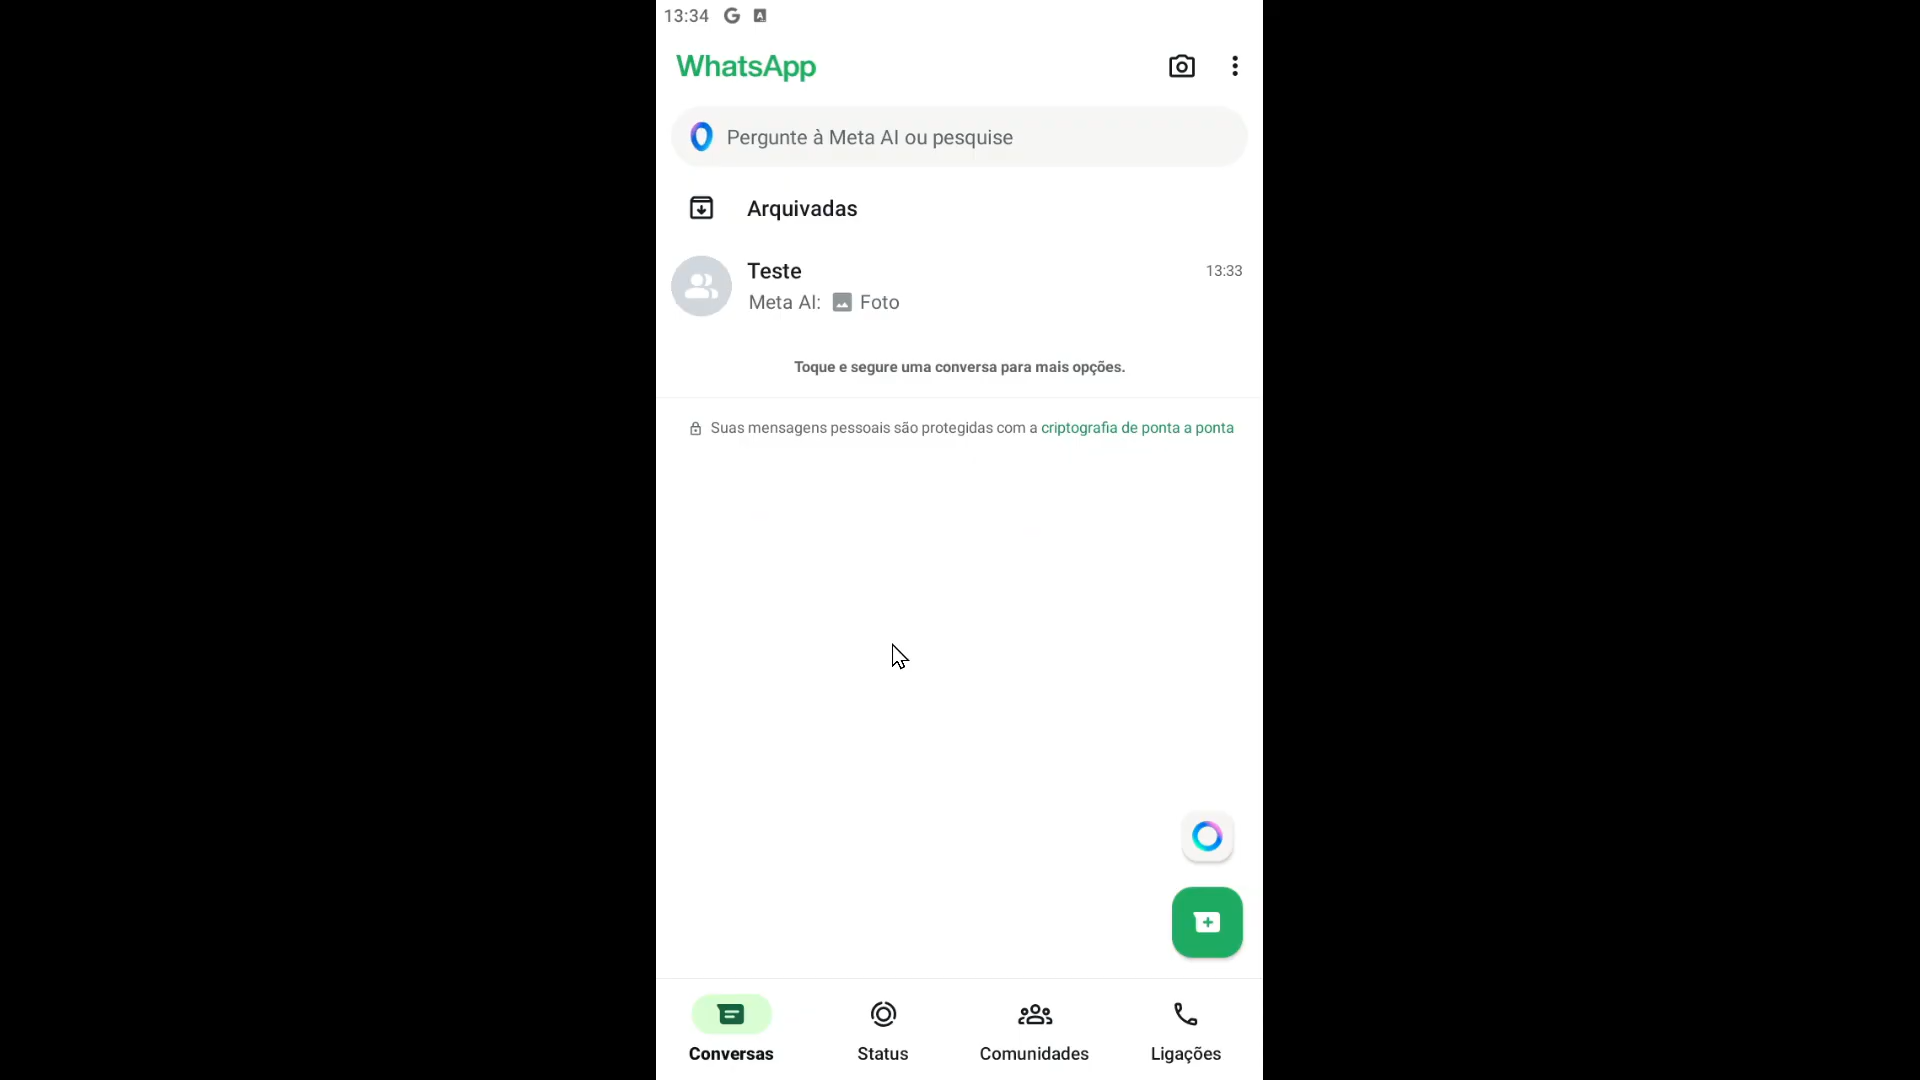 13:34
WhatsApp
Pergunte à Meta AI ou pesquise
Arquivadas
Teste 13:33
Meta AI: Foto
Toque e segure uma conversa para mais opções.
Suas mensagens pessoais são protegidas com a criptografia de ponta a ponta
Conversas Status Comunidades Ligações